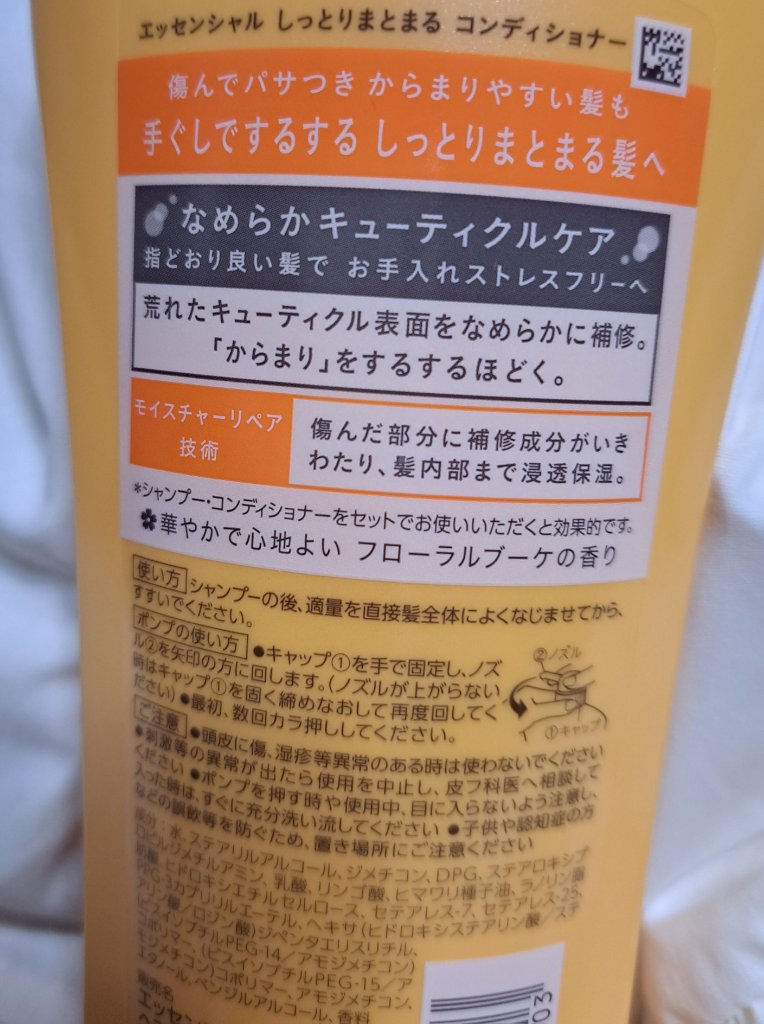 エッセンシャル しっとりまとまる コンディショナー
傷んでパサつき からまりやすい髪も
手ぐしでするする しっとりまとまる髪へ
なめらかキューティクルケア
指どおり良い髪で お手入れストレスフリーへ
荒れたキューティクル表面をなめらかに補修。
「からまり」をするするほどく。
モイスチャーリペア
技術
傷んだ部分に補修成分がいき
わたり、髪内部まで浸透保湿。
*シャンプー・コンディショナーをセットでお使いいただくと効果的です。
華やかで心地よい フローラルブーケの香り
使い方 シャンプーの後、適量を直接髪全体によくなじませてから、
すすいでください。
ポンプの使い方 ●キャップ①を手で固定し、ノズ
ル②を矢印の方に回します。(ノズルが上がらない
時はキャップ①を固く締めなおして再度回してく
ださい) ●最初、数回カラ押ししてください。
②ノズル
①キャップ
ご注意 ●頭皮に傷、湿疹等異常のある時は使わないでください
●刺激等の異常が出たら使用を中止し、皮フ科医へ相談して
ください ●ポンプを押す時や使用中、目に入らないよう注意し、
入った時は、すぐに充分洗い流してください ●子供や認知症の方
などの誤飲等を防ぐため、置き場所にご注意ください
成分:水、ステアリルアルコール、ジメチコン、DPG、ステアロキシプ
ロピルジメチルアミン、乳酸、リンゴ酸、ヒマワリ種子油、ラノリン脂
肪酸、ヒドロキシエチルセルロース、セテアレス-7、セテアレス-25、
PPG-3カプリリルエーテル、ヘキサ(ヒドロキシステアリン酸/ステ
アリン酸/ロジン酸)ジペンタエリスリチル、
(ビスイソブチルPEG-14/アモジメチコン)
コポリマー、(ビスイソブチルPEG-15/ア
モジメチコン)コポリマー、アモジメチコン、
エタノール、ベンジルアルコール、香料
販売名
エッセン
03